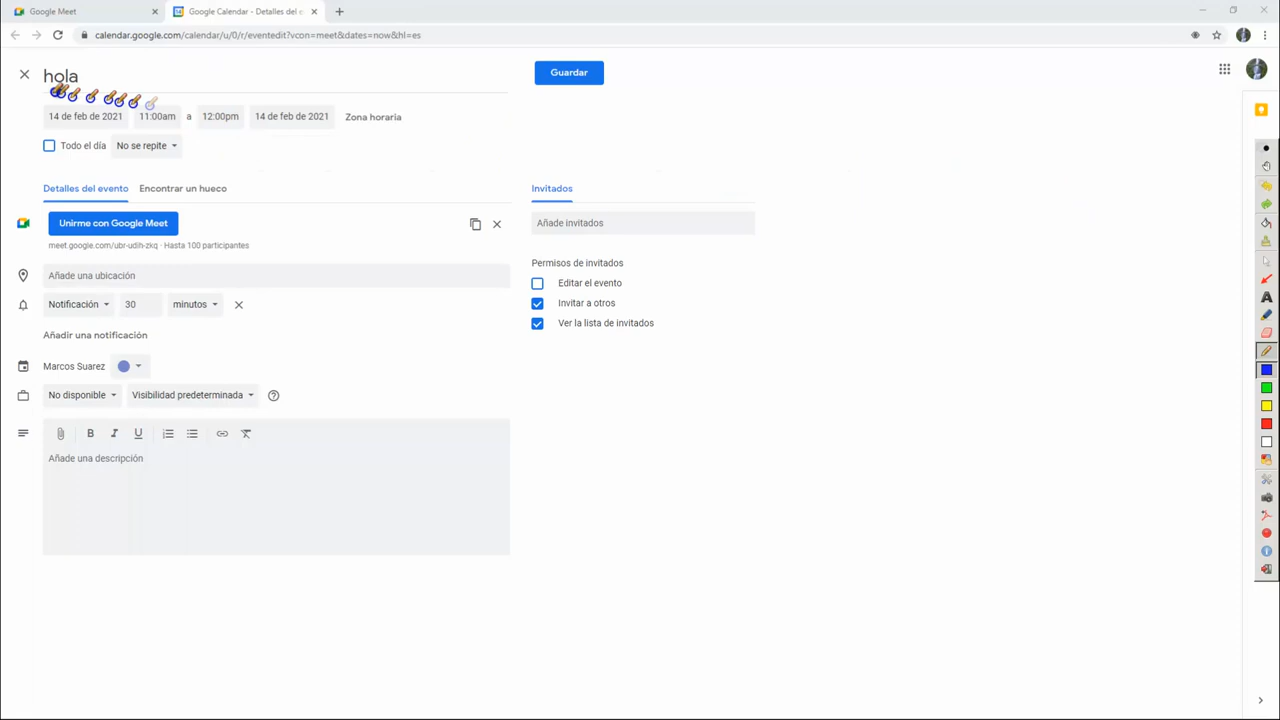 Google Meet
Google Calendar - Detalles del e
calendar.google.com/calendar/u/0/r/eventedit?vcon=meet&dates=now&hl=es
hola
Guardar
14 de feb de 2021 11:00am a 12:00pm 14 de feb de 2021 Zona horaria
Todo el día No se repite
Detalles del evento Encontrar un hueco
Unirme con Google Meet
meet.google.com/ubr-udih-zkq · Hasta 100 participantes
Añade una ubicación
Notificación 30 minutos
Añadir una notificación
Marcos Suarez
No disponible Visibilidad predeterminada
B I U
Añade una descripción
Invitados
Añade invitados
Permisos de invitados
Editar el evento
Invitar a otros
Ver la lista de invitados
A